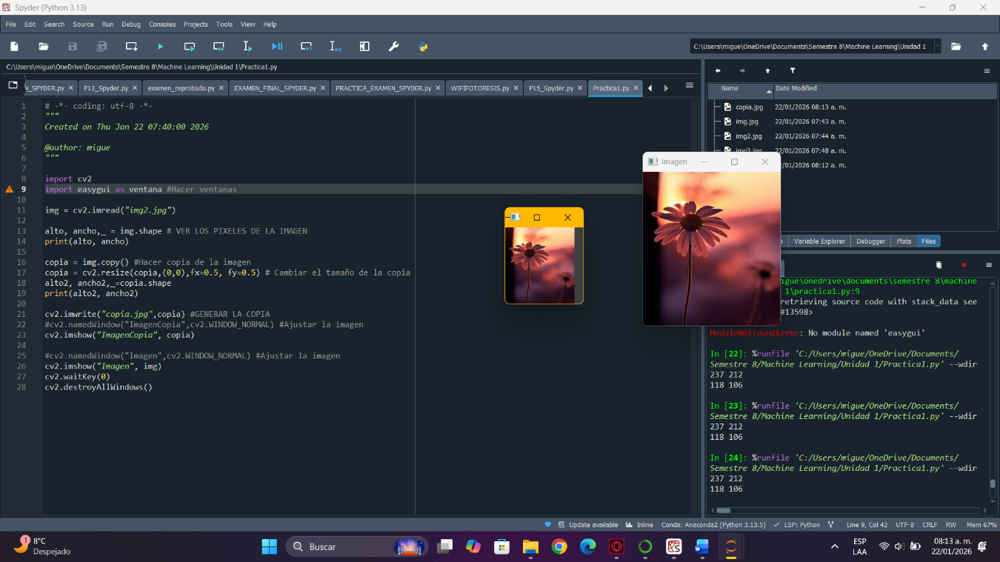 Spyder (Python 3.13)
File Edit Search Source Run Debug Consoles Projects Tools View Help
C:\Users\migue\OneDrive\Documents\Semestre 8\Machine Learning\Unidad 1
C:\Users\migue\OneDrive\Documents\Semestre 8\Machine Learning\Unidad 1\Practica1.py
N_SPYDER.py P13_Spyder.py examen_reprobado.py EXAMEN_FINAL_SPYDER.py PRACTICA_EXAMEN_SPYDER.py WIFIFOTORESIS.py P15_Spyder.py Practica1.py
1 # -*- coding: utf-8 -*-
2 """
3 Created on Thu Jan 22 07:40:00 2026
4
5 @author: migue
6 """
7
8 import cv2
9 import easygui as ventana #Hacer ventanas
10
11 img = cv2.imread("img2.jpg")
12
13 alto, ancho,_ = img.shape # VER LOS PIXELES DE LA IMAGEN
14 print(alto, ancho)
15
16 copia = img.copy() #Hacer copia de la imagen
17 copia = cv2.resize(copia,(0,0),fx=0.5, fy=0.5) # Cambiar el tamaño de la copia
18 alto2, ancho2,_=copia.shape
19 print(alto2, ancho2)
20
21 cv2.imwrite("copia.jpg",copia) #GENERAR LA COPIA
22 #cv2.namedWindow("ImagenCopia",cv2.WINDOW_NORMAL) #Ajustar la imagen
23 cv2.imshow("ImagenCopia", copia)
24
25 #cv2.namedWindow("Imagen",cv2.WINDOW_NORMAL) #Ajustar la imagen
26 cv2.imshow("Imagen", img)
27 cv2.waitKey(0)
28 cv2.destroyAllWindows()
Imagen
Name Date Modified
copia.jpg 22/01/2026 08:13 a. m.
img.jpg 22/01/2026 07:43 a. m.
img2.jpg 22/01/2026 07:44 a. m.
img3.jpg 22/01/2026 07:48 a. m.
22/01/2026 08:12 a. m.
Variable Explorer Debugger Plots Files
igue\onedrive\documents\semestre 8\machine
1\practica1.py:9
retrieving source code with stack_data see
#13598>
ModuleNotFoundError: No module named 'easygui'
In [22]: %runfile 'C:/Users/migue/OneDrive/Documents/
Semestre 8/Machine Learning/Unidad 1/Practica1.py' --wdir
237 212
118 106
In [23]: %runfile 'C:/Users/migue/OneDrive/Documents/
Semestre 8/Machine Learning/Unidad 1/Practica1.py' --wdir
237 212
118 106
In [24]: %runfile 'C:/Users/migue/OneDrive/Documents/
Semestre 8/Machine Learning/Unidad 1/Practica1.py' --wdir
237 212
118 106
Update available Inline Conda: Anaconda2 (Python 3.13.5) LSP: Python Line 9, Col 42 UTF-8 CRLF RW Mem 67%
1
8°C
Despejado
Buscar
ESP
LAA
08:13 a. m.
22/01/2026